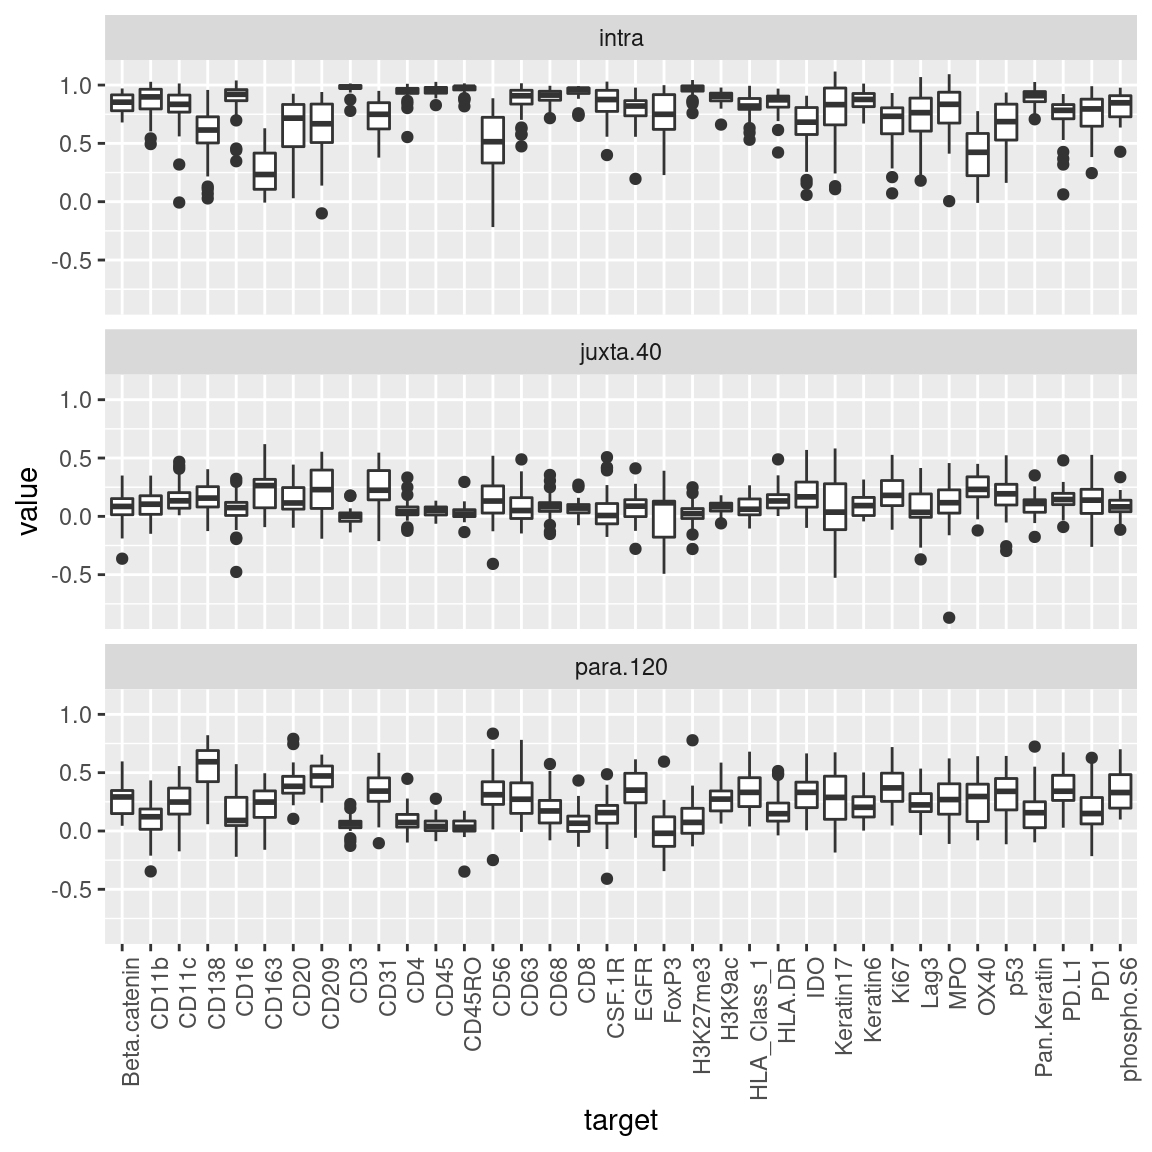 intra
1.0
0.5
0.0
-0.5
juxta.40
1.0
0.5
0.0
-0.5
value
para.120
1.0
0.5
0.0
-0.5
Beta.catenin
CD11b
CD11c
CD138
CD16
CD163
CD20
CD209
CD3
CD31
CD4
CD45
CD45RO
CD56
CD63
CD68
CD8
CSF.1R
EGFR
FoxP3
H3K27me3
H3K9ac
HLA_Class_1
HLA.DR
IDO
Keratin17
Keratin6
Ki67
Lag3
MPO
OX40
p53
Pan.Keratin
PD.L1
PD1
phospho.S6
target